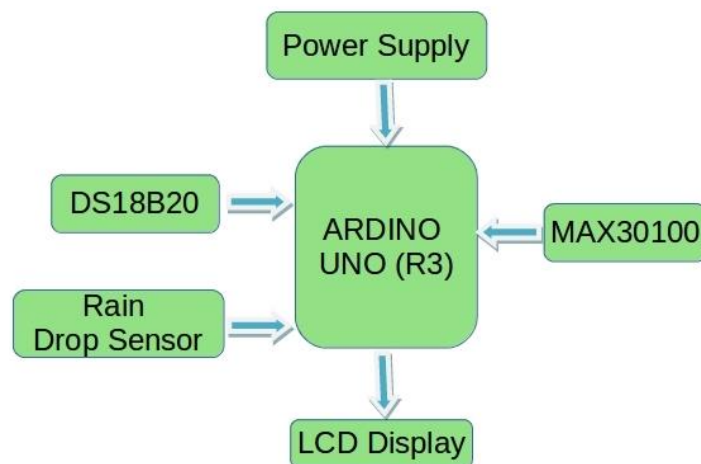 Power Supply
DS18B20
ARDINO
UNO (R3)
MAX30100
Rain
Drop Sensor
LCD Display